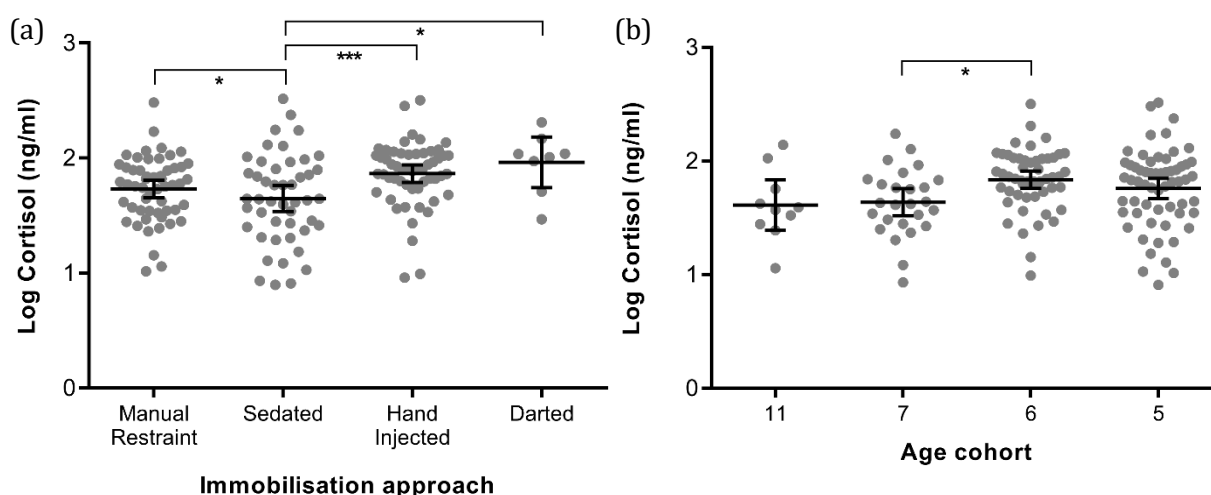 (a)
Log Cortisol (ng/ml)
3
2
1
0
*
***
*
Manual Restraint
Sedated
Hand Injected
Darted
Immobilisation approach
(b)
Log Cortisol (ng/ml)
3
2
1
0
*
11
7
6
5
Age cohort